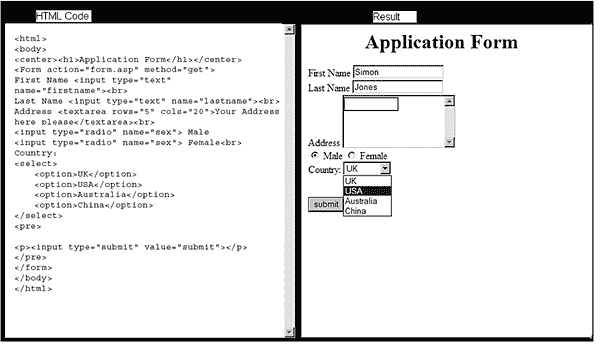 HTML Code
<html>
<body>
<center><h1>Application Form</h1></center>
<Form action="form.asp" method="get">
First Name <input type="text"
name="firstname"><br>
Last Name <input type="text" name="lastname"><br>
Address <textarea rows="5" cols="20">Your Address
here please</textarea><br>
<input type="radio" name="sex"> Male
<input type="radio" name="sex"> Female<br>
Country:
<select>
<option>UK</option>
<option>USA</option>
<option>Australia</option>
<option>China</option>
</select>
<pre>
<p><input type="submit" value="submit"></p>
</pre>
</form>
</body>
</html>
Result
Application Form
First Name Simon
Last Name Jones
Address
Male Female
Country: UK
UK
USA
Australia
China
submit